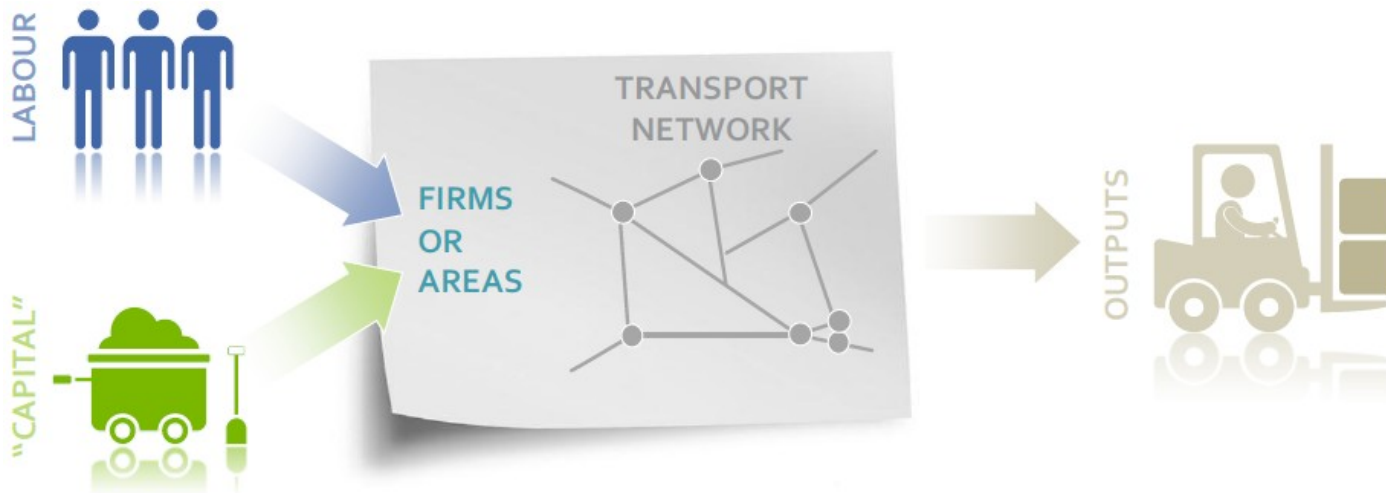 LABOUR
"CAPITAL"
FIRMS
OR
AREAS
TRANSPORT
NETWORK
OUTPUTS